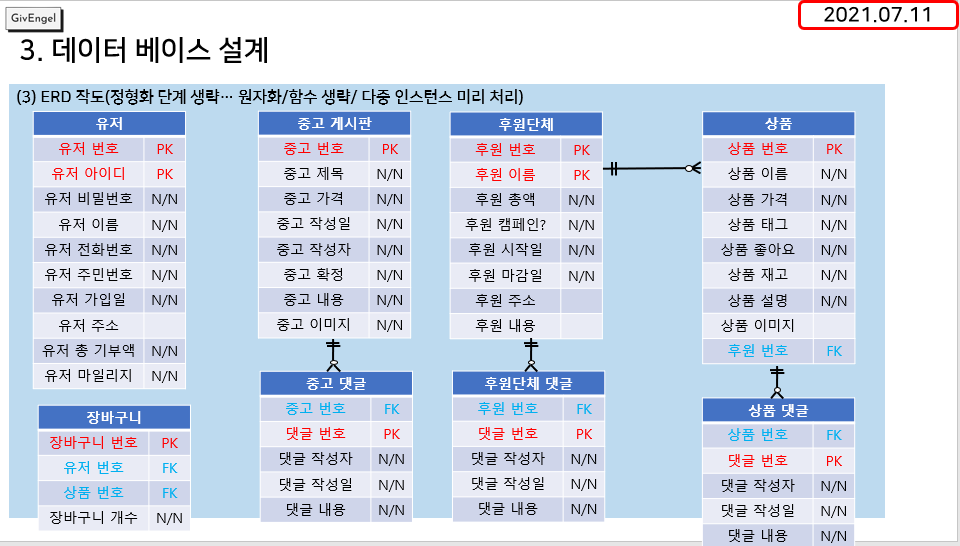 GivEngel
2021.07.11
3. 데이터 베이스 설계
(3) ERD 작도(정형화 단계 생략… 원자화/함수 생략/ 다중 인스턴스 미리 처리)
유저
유저 번호 PK
유저 아이디 PK
유저 비밀번호 N/N
유저 이름 N/N
유저 전화번호 N/N
유저 주민번호 N/N
유저 가입일 N/N
유저 주소
유저 총 기부액 N/N
유저 마일리지 N/N
장바구니
장바구니 번호 PK
유저 번호 FK
상품 번호 FK
장바구니 개수 N/N
중고 게시판
중고 번호 PK
중고 제목 N/N
중고 가격 N/N
중고 작성일 N/N
중고 작성자 N/N
중고 확정 N/N
중고 내용 N/N
중고 이미지 N/N
중고 댓글
중고 번호 FK
댓글 번호 PK
댓글 작성자 N/N
댓글 작성일 N/N
댓글 내용 N/N
후원단체
후원 번호 PK
후원 이름 PK
후원 총액 N/N
후원 캠페인? N/N
후원 시작일 N/N
후원 마감일 N/N
후원 주소
후원 내용
후원단체 댓글
후원 번호 FK
댓글 번호 PK
댓글 작성자 N/N
댓글 작성일 N/N
댓글 내용 N/N
상품
상품 번호 PK
상품 이름 N/N
상품 가격 N/N
상품 태그 N/N
상품 좋아요 N/N
상품 재고 N/N
상품 설명 N/N
상품 이미지
후원 번호 FK
상품 댓글
상품 번호 FK
댓글 번호 PK
댓글 작성자 N/N
댓글 작성일 N/N
댓글 내용 N/N